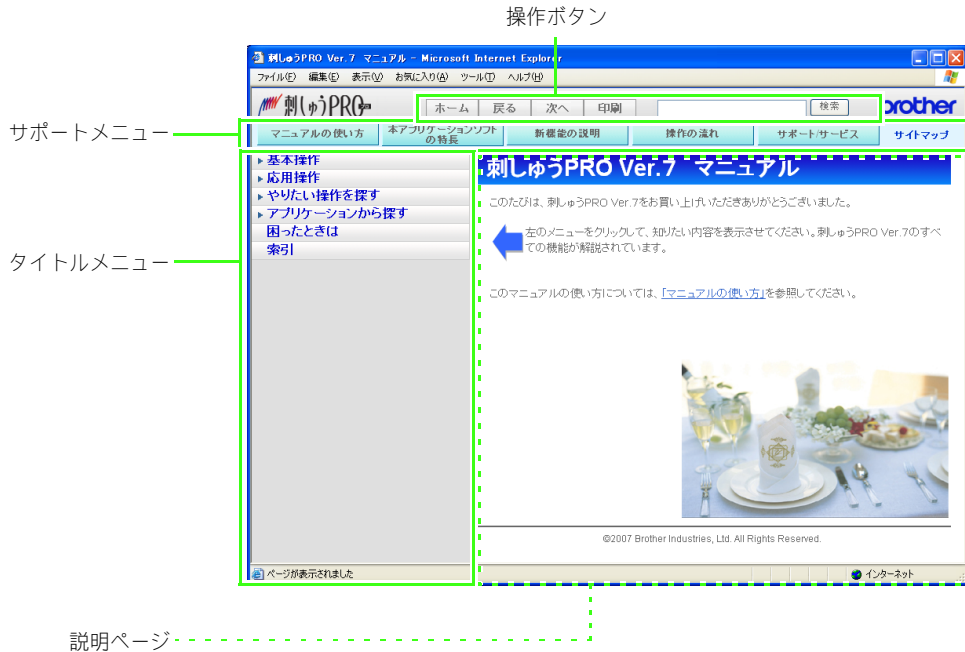 操作ボタン
刺しゅうPRO Ver.7 マニュアル - Microsoft Internet Explorer
ファイル(F) 編集(E) 表示(V) お気に入り(A) ツール(T) ヘルプ(H)
刺しゅうPRO
ホーム 戻る 次へ 印刷 検索
brother
サポートメニュー
マニュアルの使い方
本アプリケーションソフト
の特長
新機能の説明
操作の流れ
サポート/サービス
サイトマップ
基本操作
応用操作
やりたい操作を探す
アプリケーションから探す
困ったときは
索引
タイトルメニュー
刺しゅうPRO Ver.7 マニュアル
このたびは、刺しゅうPRO Ver.7をお買い上げいただきありがとうございました。
左のメニューをクリックして、知りたい内容を表示させてください。刺しゅうPRO Ver.7のすべ
ての機能が解説されています。
このマニュアルの使い方については、「マニュアルの使い方」を参照してください。
©2007 Brother Industries, Ltd. All Rights Reserved.
ページが表示されました
インターネット
説明ページ